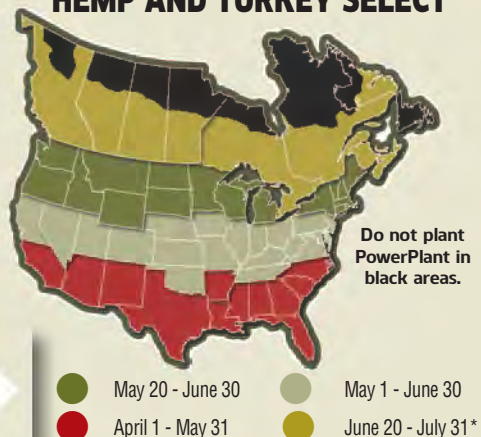 HEMP AND TURKEY SELECT
Do not plant
PowerPlant in
black areas.
May 20 - June 30
May 1 - June 30
April 1 - May 31
June 20 - July 31*